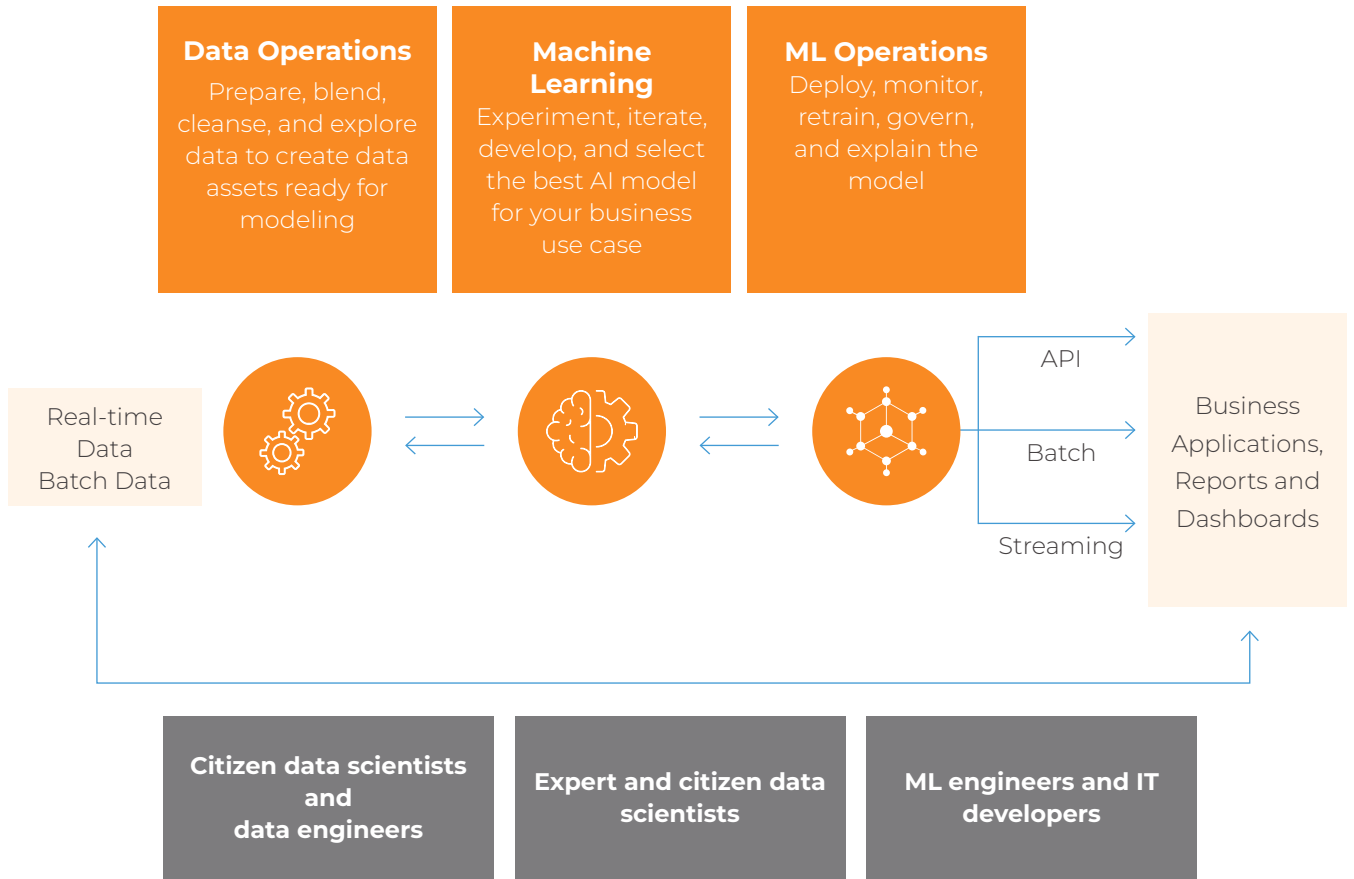 Data Operations
Prepare, blend,
cleanse, and explore
data to create data
assets ready for
modeling
Machine
Learning
Experiment, iterate,
develop, and select
the best AI model
for your business
use case
ML Operations
Deploy, monitor,
retrain, govern,
and explain the
model
Real-time
Data
Batch Data
API
Batch
Streaming
Business
Applications,
Reports and
Dashboards
Citizen data scientists
and
data engineers
Expert and citizen data
scientists
ML engineers and IT
developers